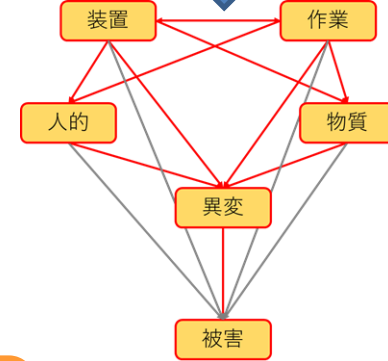 装置
作業
人的
物質
異変
被害